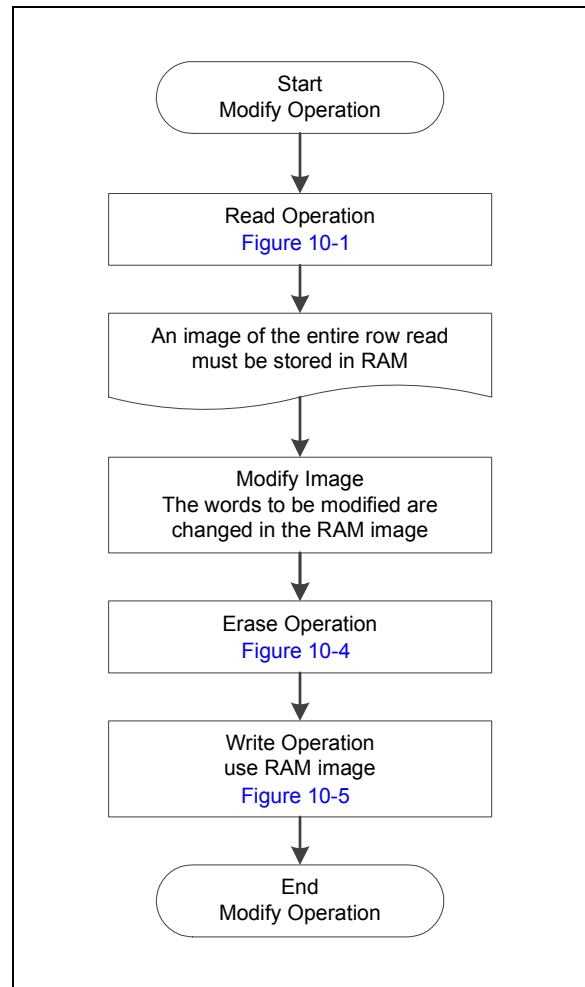 Start
Modify Operation
Read Operation
Figure 10-1
An image of the entire row read
must be stored in RAM
Modify Image
The words to be modified are
changed in the RAM image
Erase Operation
Figure 10-4
Write Operation
use RAM image
Figure 10-5
End
Modify Operation